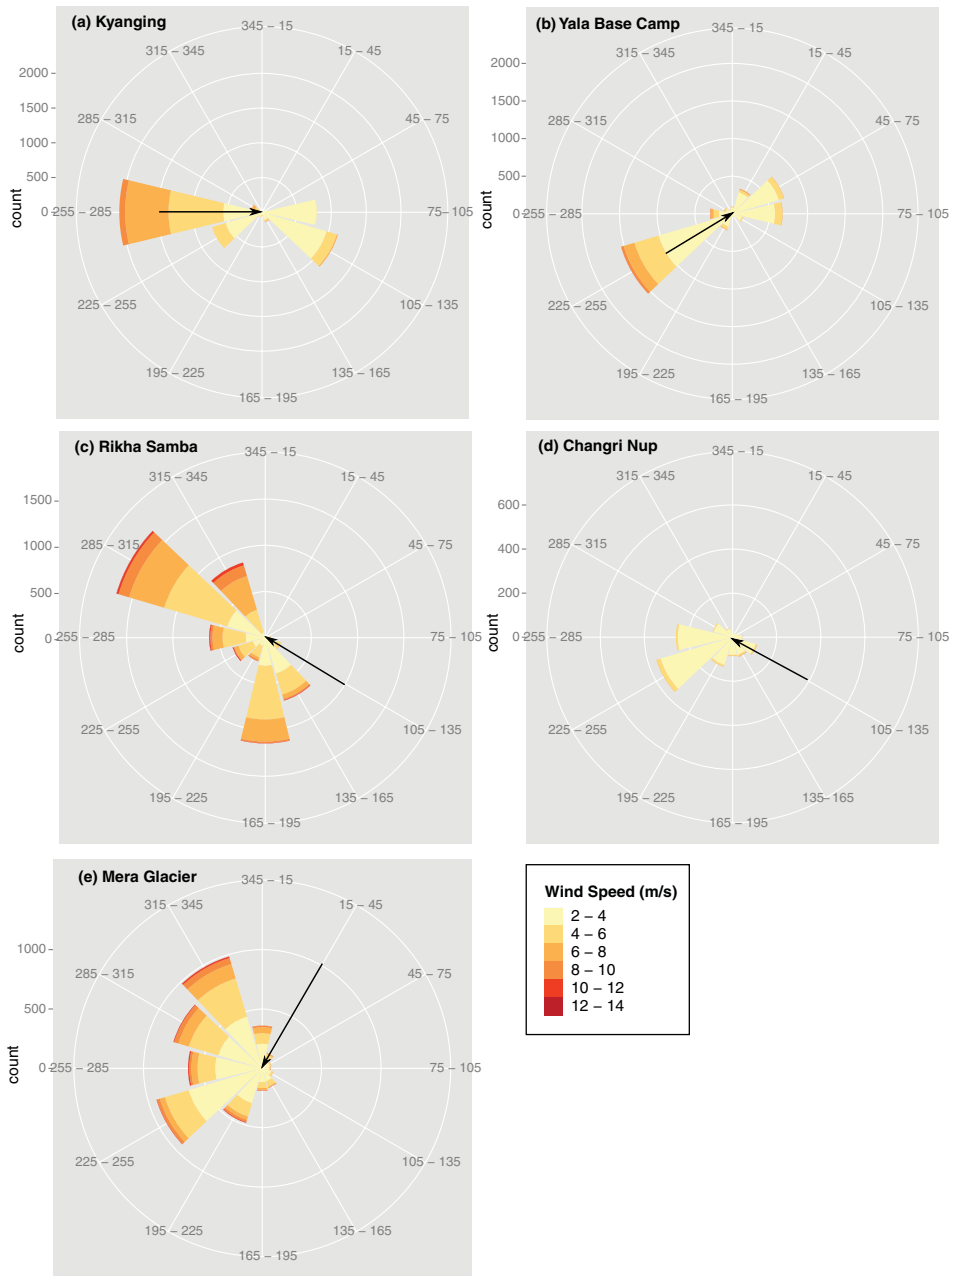 (a) Kyanging
345 – 15
315 – 345
15 – 45
2000
1500
285 – 315
45 – 75
1000
500
count
0
255 – 285
75 – 105
225 – 255
105 – 135
195 – 225
135 – 165
165 – 195
(b) Yala Base Camp
345 – 15
315 – 345
15 – 45
2000
1500
285 – 315
45 – 75
1000
500
count
0
255 – 285
75 – 105
225 – 255
105 – 135
195 – 225
135 – 165
165 – 195
(c) Rikha Samba
345 – 15
315 – 345
15 – 45
1500
1000
285 – 315
45 – 75
500
count
0
255 – 285
75 – 105
225 – 255
105 – 135
195 – 225
135 – 165
165 – 195
(d) Changri Nup
345 – 15
315 – 345
15 – 45
600
400
285 – 315
45 – 75
200
count
0
255 – 285
75 – 105
225 – 255
105 – 135
195 – 225
135 – 165
165 – 195
(e) Mera Glacier
345 – 15
315 – 345
15 – 45
1000
285 – 315
45 – 75
500
count
0
255 – 285
75 – 105
225 – 255
105 – 135
195 – 225
135 – 165
165 – 195
Wind Speed (m/s)
2 – 4
4 – 6
6 – 8
8 – 10
10 – 12
12 – 14